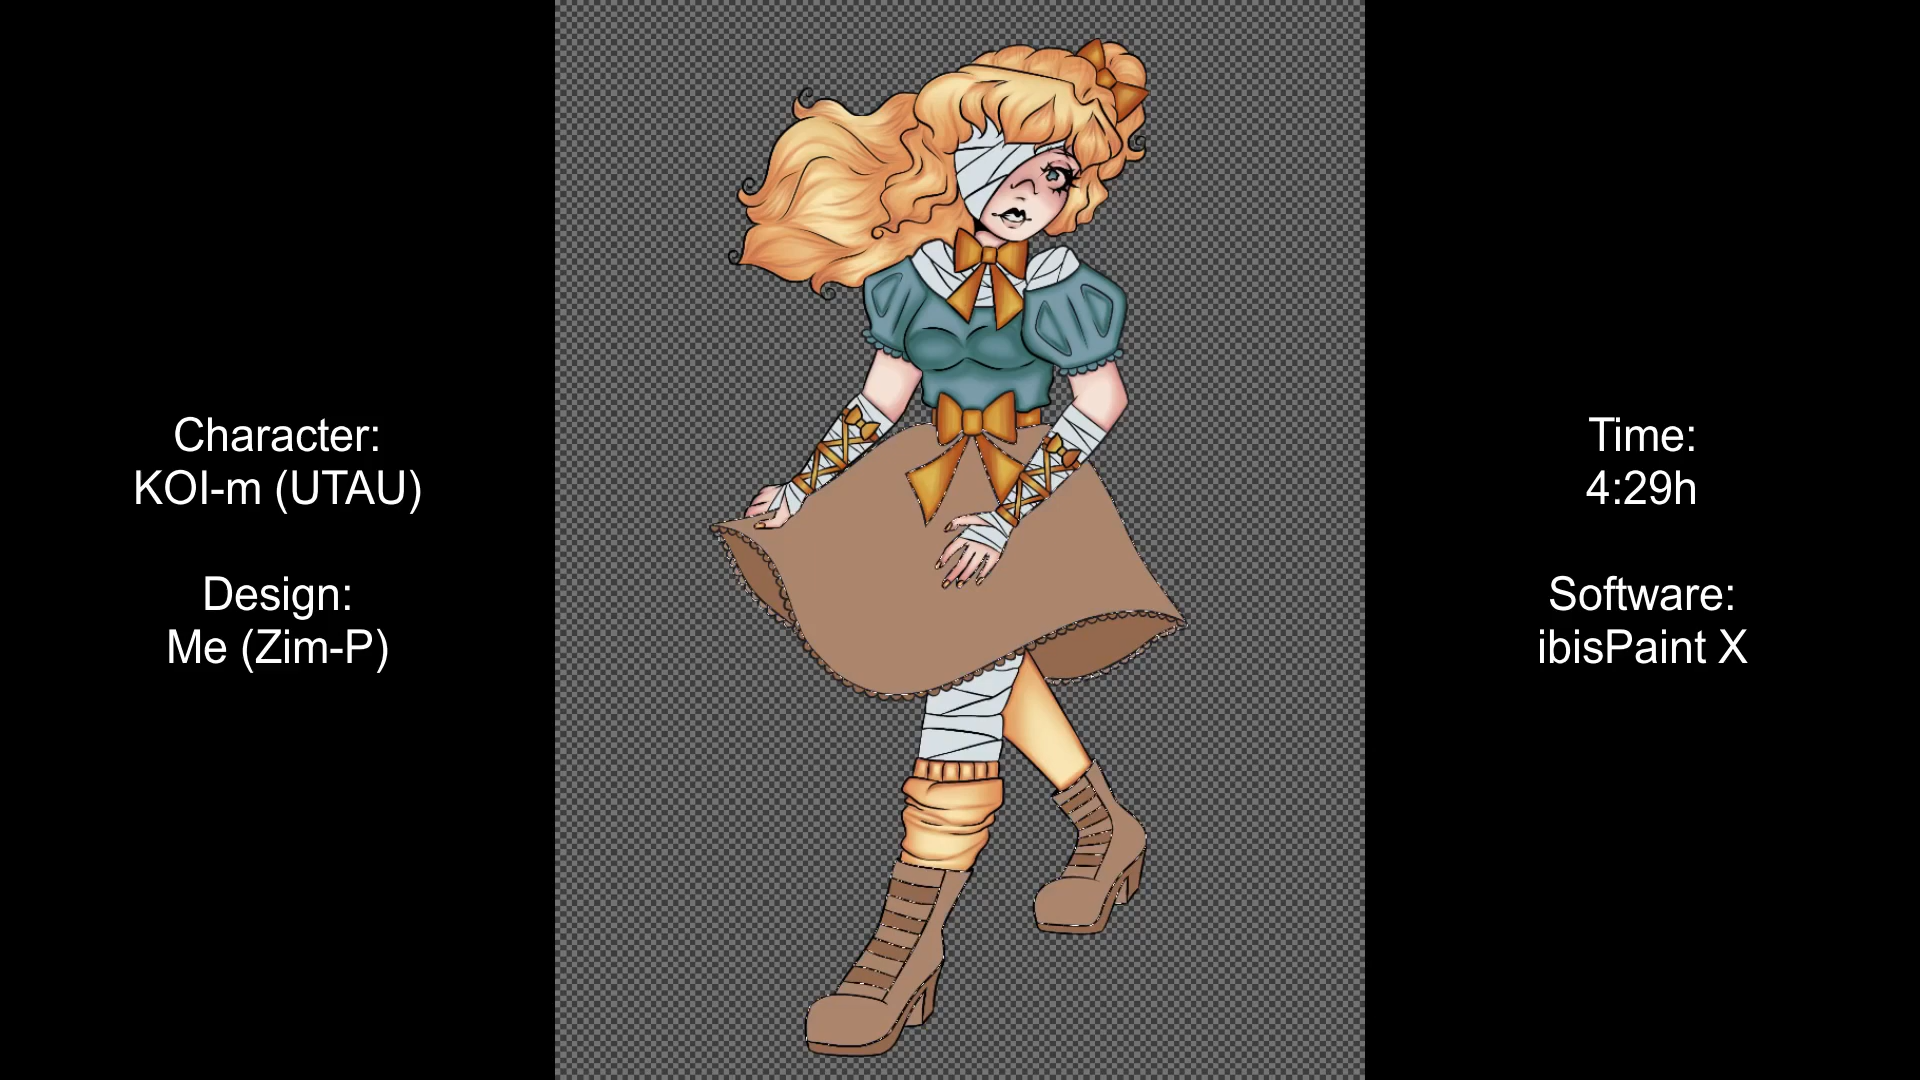 Character:
KOI-m (UTAU)
Design:
Me (Zim-P)
Time:
4:29h
Software:
ibisPaint X